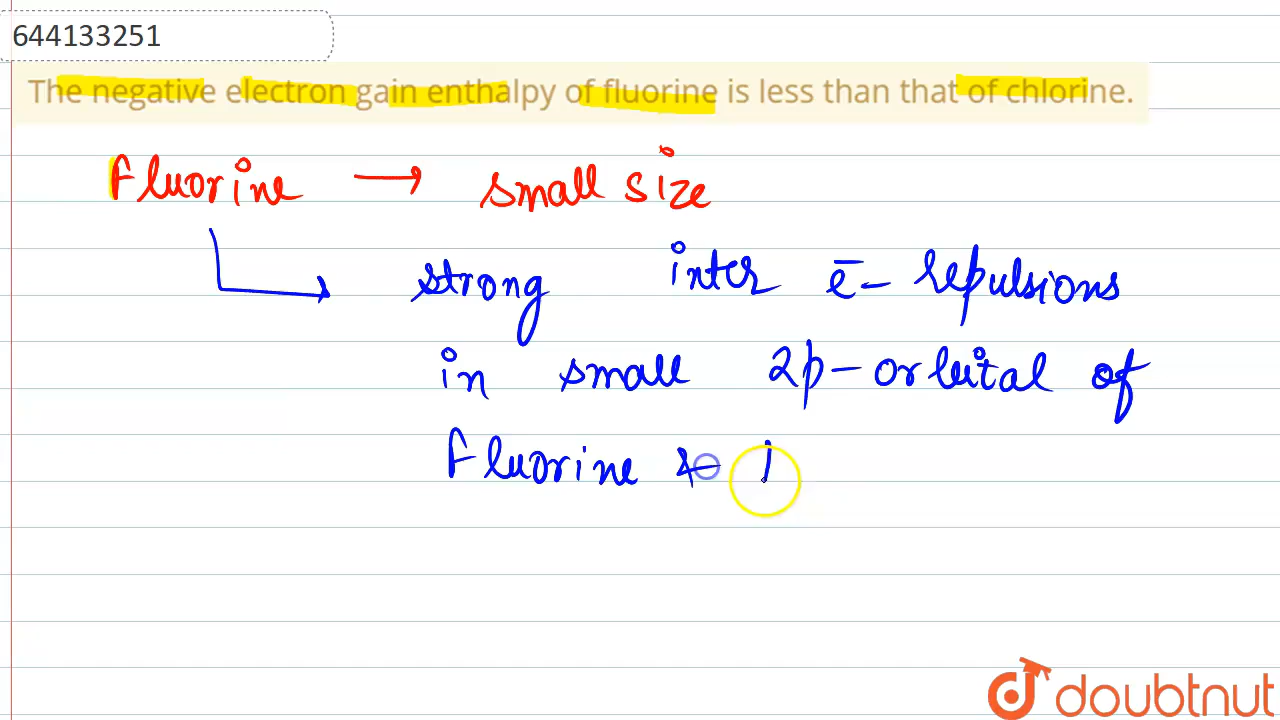 644133251
The negative electron gain enthalpy of fluorine is less than that of chlorine.
Fluorine → small size
strong inter e̅- repulsions
in small 2p-orbital of
Fluorine &
doubtnut